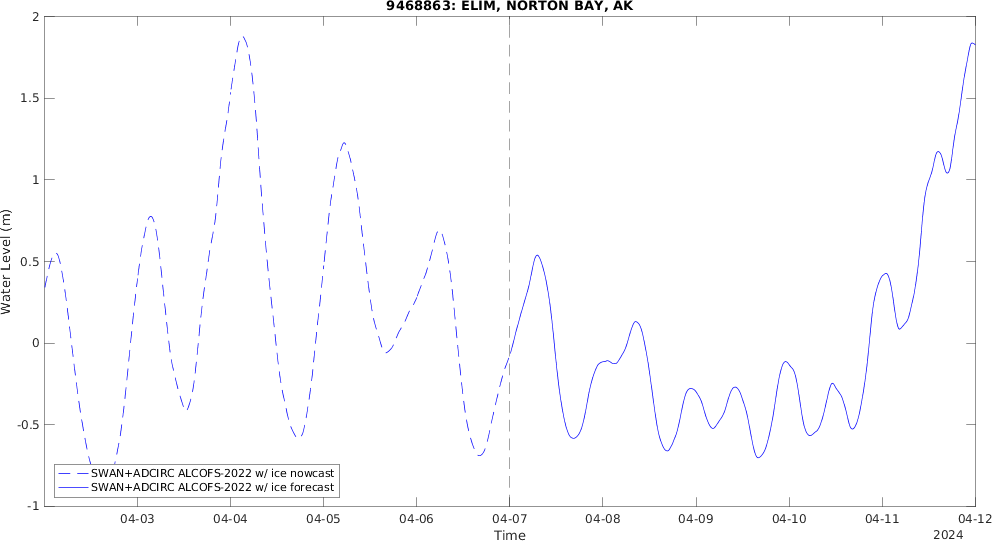 9468863: ELIM, NORTON BAY, AK
2
1.5
1
0.5
0
-0.5
-1
Water Level (m)
SWAN+ADCIRC ALCOFS-2022 w/ ice nowcast
SWAN+ADCIRC ALCOFS-2022 w/ ice forecast
04-03 04-04 04-05 04-06 04-07 04-08 04-09 04-10 04-11 04-12
Time
2024